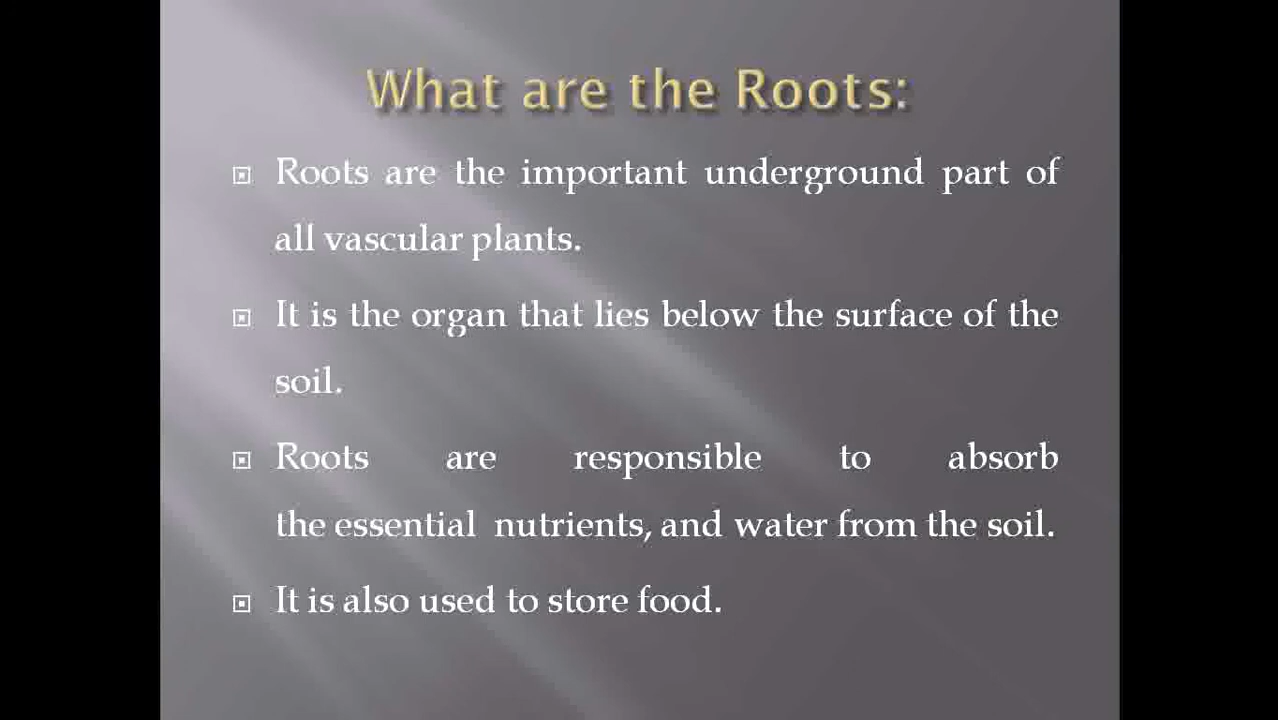 What are the Roots:
Roots are the important underground part of
all vascular plants.
It is the organ that lies below the surface of the
soil.
Roots are responsible to absorb
the essential nutrients, and water from the soil.
It is also used to store food.